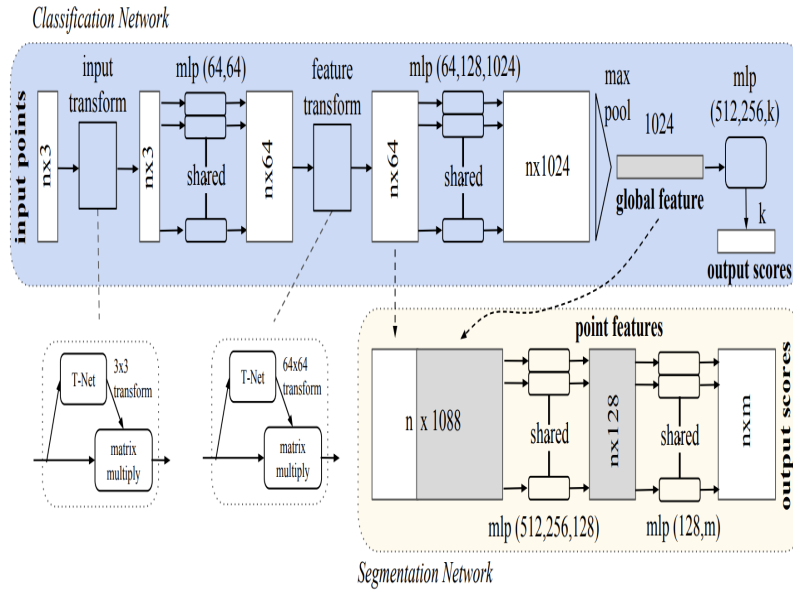 Classification Network
input points
nx3
input
transform
nx3
mlp (64,64)
shared
nx64
feature
transform
nx64
mlp (64,128,1024)
shared
nx1024
max
pool
1024
global feature
mlp
(512,256,k)
k
output scores
T-Net
3x3
transform
matrix
multiply
T-Net
64x64
transform
matrix
multiply
point features
n x 1088
shared
mlp (512,256,128)
nx128
shared
mlp (128,m)
nxm
output scores
Segmentation Network